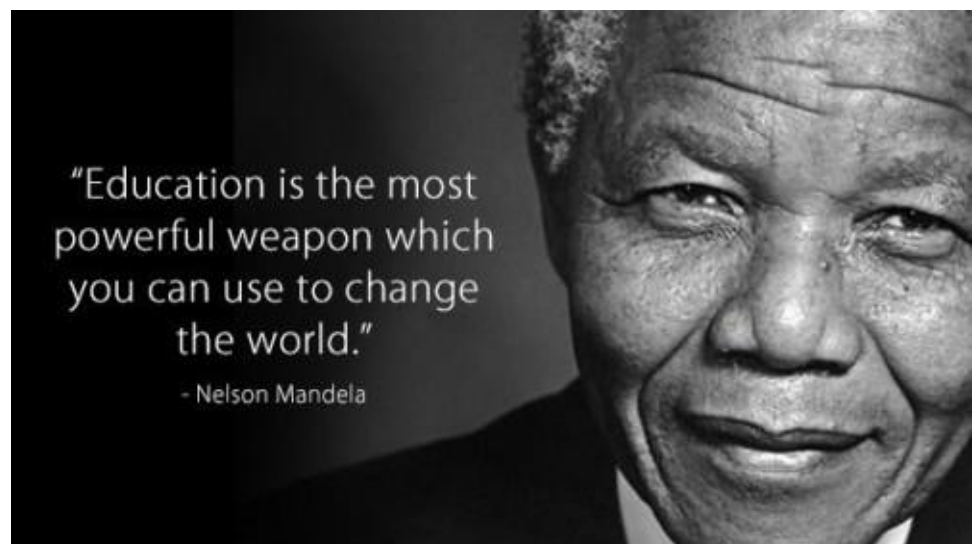 “Education is the most
powerful weapon which
you can use to change
the world.”
- Nelson Mandela